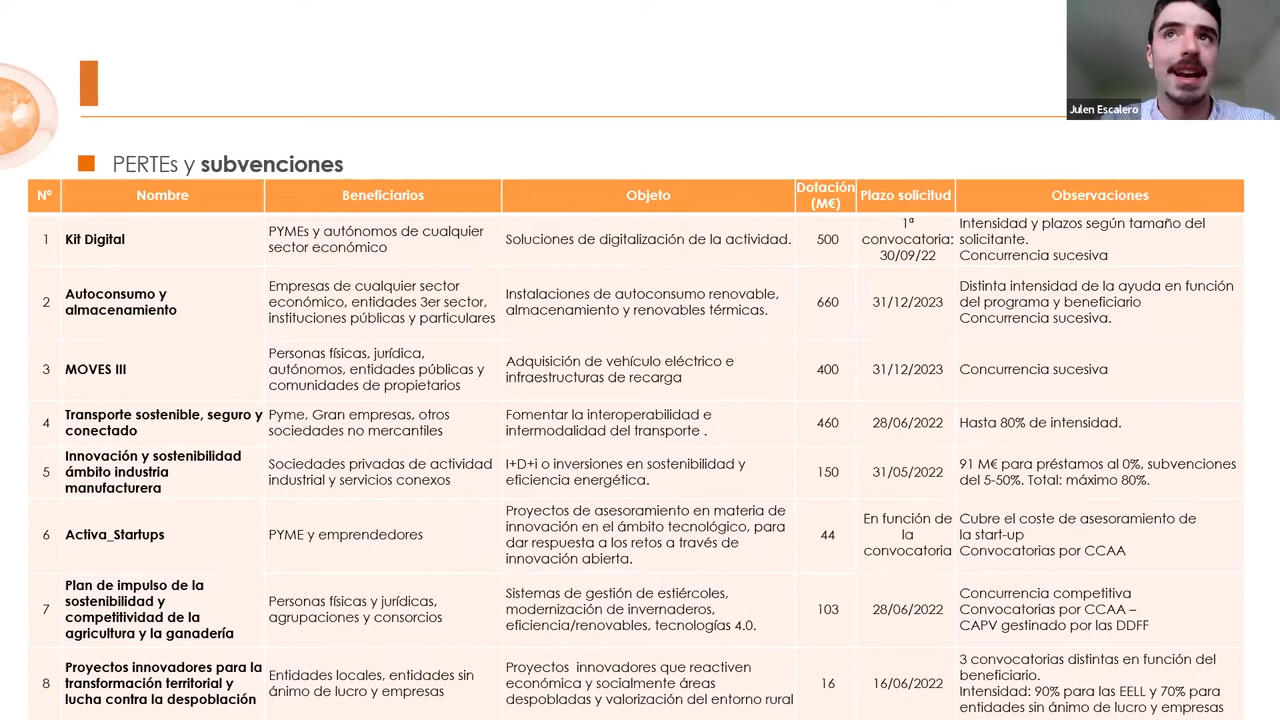 Julen Escalero
PERTEs y subvenciones
Nº Nombre Beneficiarios Objeto Dotación (M€) Plazo solicitud Observaciones
1 Kit Digital
PYMEs y autónomos de cualquier
sector económico
Soluciones de digitalización de la actividad.
500
1ª
convocatoria:
30/09/22
Intensidad y plazos según tamaño del
solicitante.
Concurrencia sucesiva
2
Autoconsumo y
almacenamiento
Empresas de cualquier sector
económico, entidades 3er sector,
instituciones públicas y particulares
Instalaciones de autoconsumo renovable,
almacenamiento y renovables térmicas.
660
31/12/2023
Distinta intensidad de la ayuda en función
del programa y beneficiario
Concurrencia sucesiva.
3
MOVES III
Personas físicas, jurídica,
autónomos, entidades públicas y
comunidades de propietarios
Adquisición de vehículo eléctrico e
infraestructuras de recarga
400
31/12/2023
Concurrencia sucesiva
4
Transporte sostenible, seguro y
conectado
Pyme, Gran empresas, otros
sociedades no mercantiles
Fomentar la interoperabilidad e
intermodalidad del transporte .
460
28/06/2022
Hasta 80% de intensidad.
5
Innovación y sostenibilidad
ámbito industria
manufacturera
Sociedades privadas de actividad
industrial y servicios conexos
I+D+i o inversiones en sostenibilidad y
eficiencia energética.
150
31/05/2022
91 M€ para préstamos al 0%, subvenciones
del 5-50%. Total: máximo 80%.
6
Activa_Startups
PYME y emprendedores
Proyectos de asesoramiento en materia de
innovación en el ámbito tecnológico, para
dar respuesta a los retos a través de
innovación abierta.
44
En función de
la
convocatoria
Cubre el coste de asesoramiento de
la start-up
Convocatorias por CCAA
7
Plan de impulso de la
sostenibilidad y
competitividad de la
agricultura y la ganadería
Personas físicas y jurídicas,
agrupaciones y consorcios
Sistemas de gestión de estiércoles,
modernización de invernaderos,
eficiencia/renovables, tecnologías 4.0.
103
28/06/2022
Concurrencia competitiva
Convocatorias por CCAA –
CAPV gestinado por las DDFF
8
Proyectos innovadores para la
transformación territorial y
lucha contra la despoblación
Entidades locales, entidades sin
ánimo de lucro y empresas
Proyectos innovadores que reactiven
económica y socialmente áreas
despobladas y valorización del entorno rural
16
16/06/2022
3 convocatorias distintas en función del
beneficiario.
Intensidad: 90% para las EELL y 70% para
entidades sin ánimo de lucro y empresas